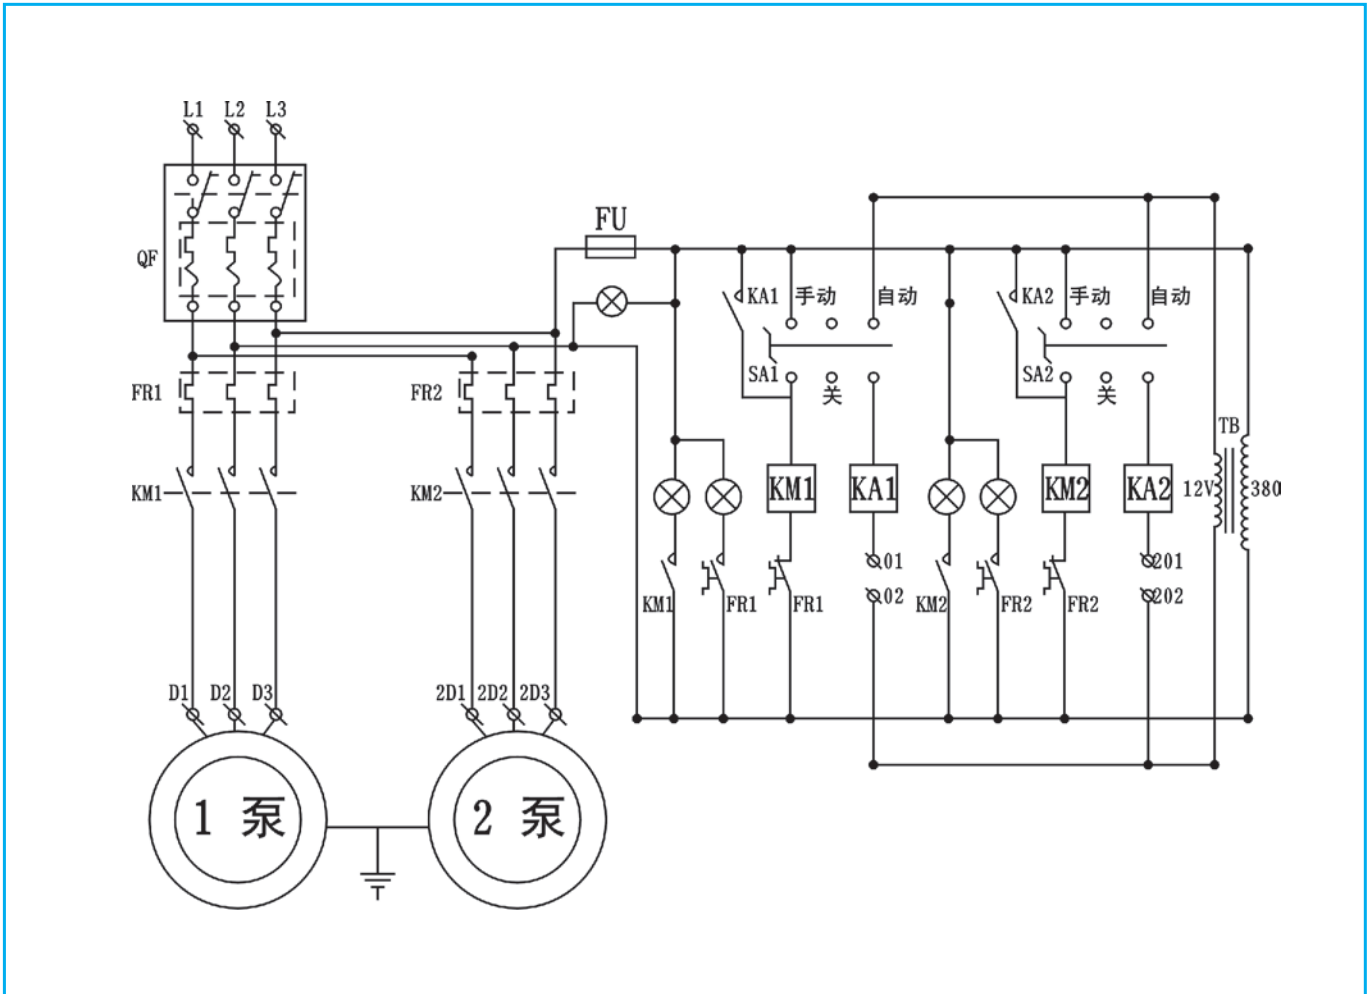 L1 L2 L3
FU
QF
KA1 手动 自动 KA2 手动 自动
SA1 关 SA2 关
FR1 FR2
TB
KM1 KM2
KM1 KA1 KM2 KA2 12V 380
01 201
02 202
KM1 FR1 FR1 KM2 FR2 FR2
D1 D2 D3 2D1 2D2 2D3
1 泵 2 泵